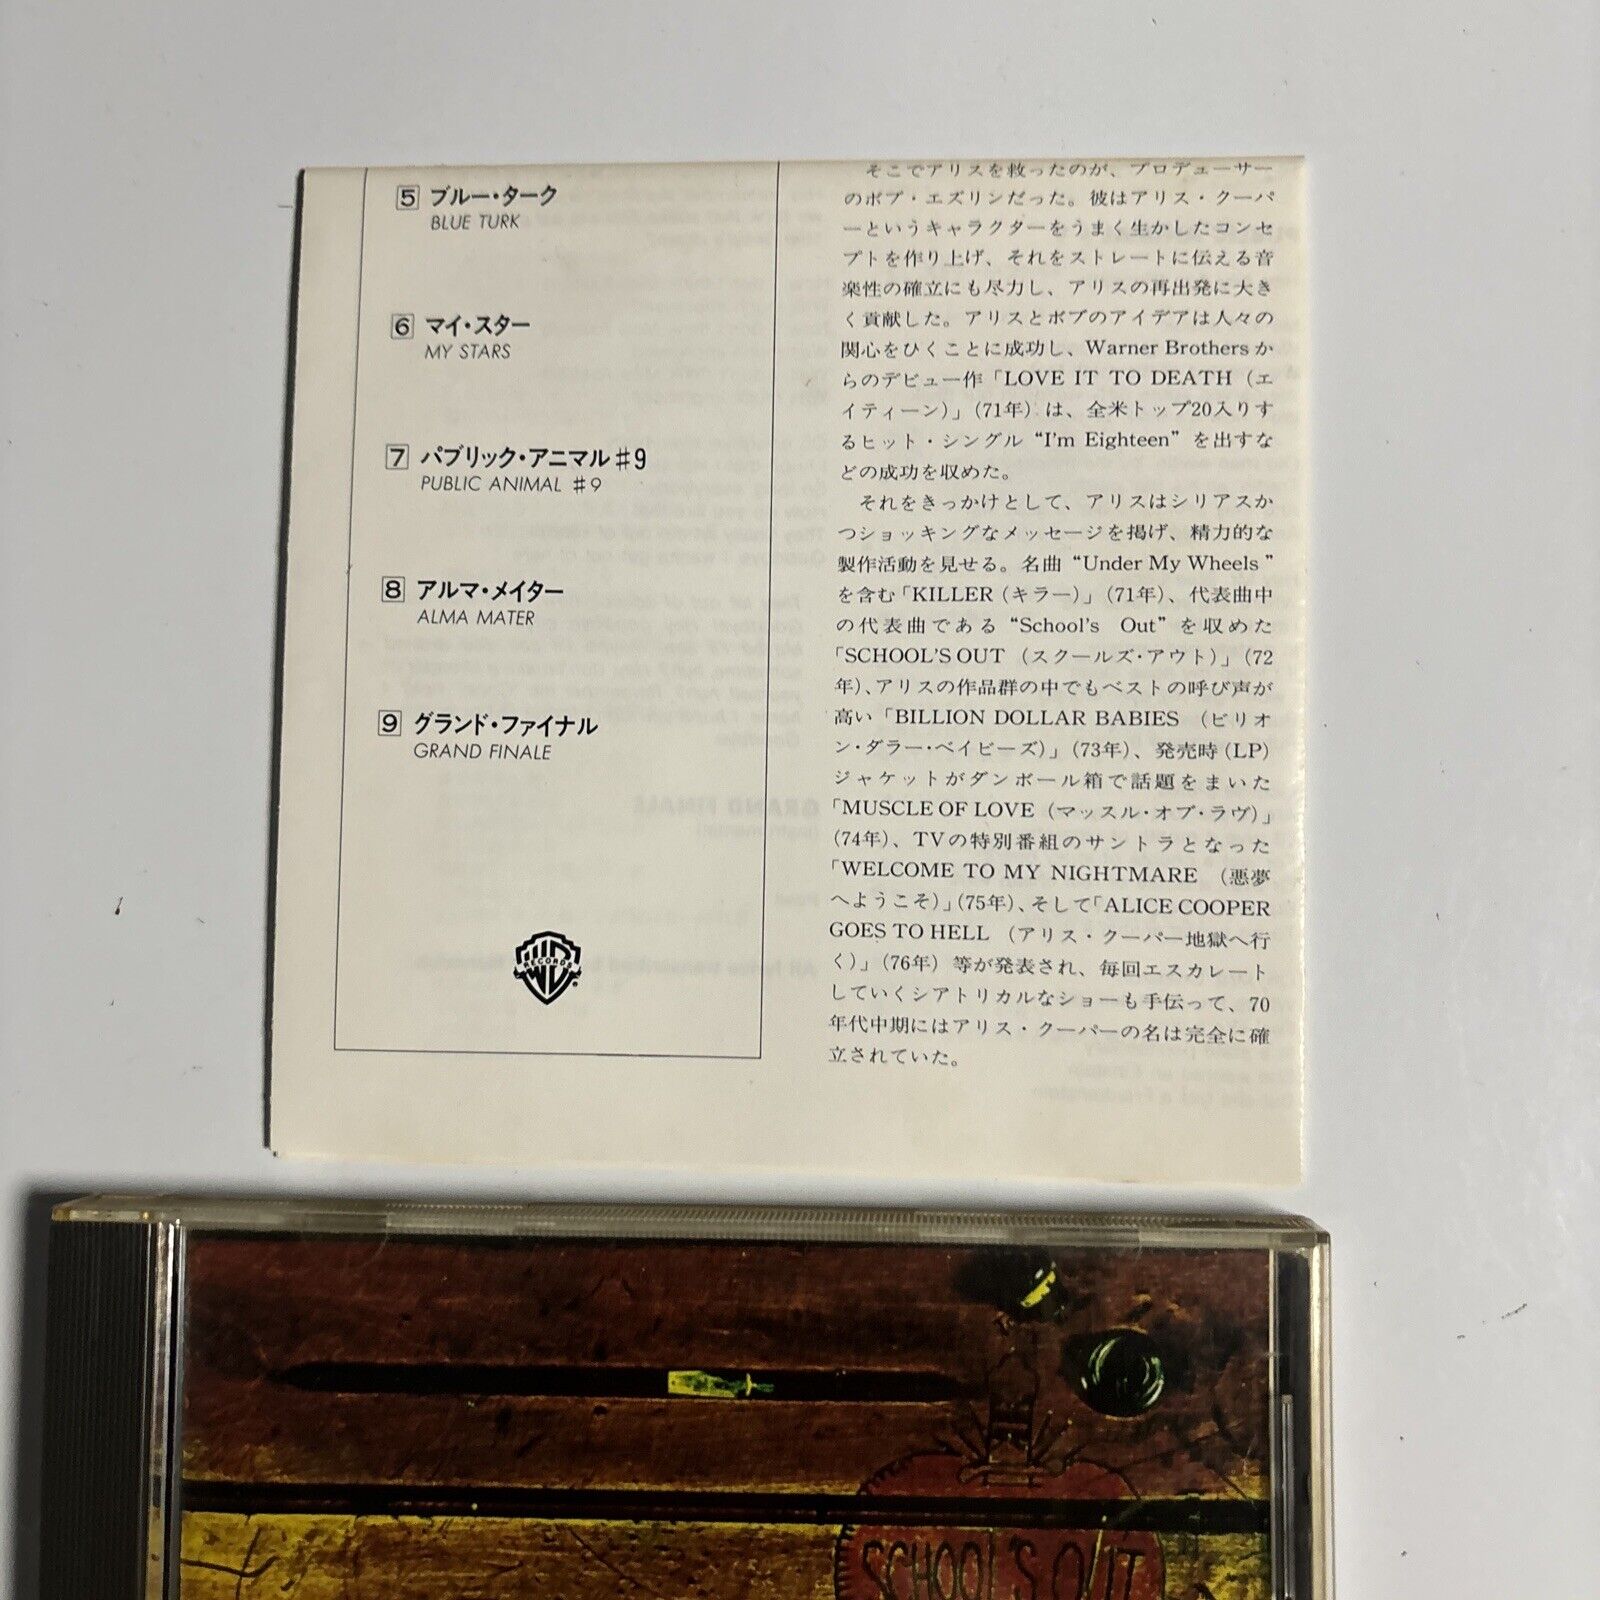 5 ブルー・ターク
BLUE TURK
6 マイ・スター
MY STARS
7 パブリック・アニマル♯9
PUBLIC ANIMAL ♯9
8 アルマ・メイター
ALMA MATER
9 グランド・ファイナル
GRAND FINALE
WB
RECORDS
そこでアリスを救ったのが、プロデューサー
のボブ・エズリンだった。彼はアリス・クーパ
ーというキャラクターをうまく生かしたコンセ
プトを作り上げ、それをストレートに伝える音
楽性の確立にも尽力し、アリスの再出発に大き
く貢献した。アリスとボブのアイデアは人々の
関心をひくことに成功し、Warner Brothersか
らのデビュー作「LOVE IT TO DEATH（エ
イティーン）」（71年）は、全米トップ20入りす
るヒット・シングル“I'm Eighteen”を出すな
どの成功を収めた。
それをきっかけとして、アリスはシリアスか
つショッキングなメッセージを掲げ、精力的な
製作活動を見せる。名曲“Under My Wheels”
を含む「KILLER（キラー）」（71年）、代表曲中
の代表曲である“School's Out”を収めた
「SCHOOL'S OUT（スクールズ・アウト）」（72
年）、アリスの作品群の中でもベストの呼び声が
高い「BILLION DOLLAR BABIES（ビリオ
ン・ダラー・ベイビーズ）」（73年）、発売時（LP）
ジャケットがダンボール箱で話題をまいた
「MUSCLE OF LOVE（マッスル・オブ・ラヴ）」
（74年）、TVの特別番組のサントラとなった
「WELCOME TO MY NIGHTMARE（悪夢
へようこそ）」（75年）、そして「ALICE COOPER
GOES TO HELL（アリス・クーパー地獄へ行
く）」（76年）等が発表され、毎回エスカレート
していくシアトリカルなショーも手伝って、70
年代中期にはアリス・クーパーの名は完全に確
立されていた。
SCHOOL'S OUT